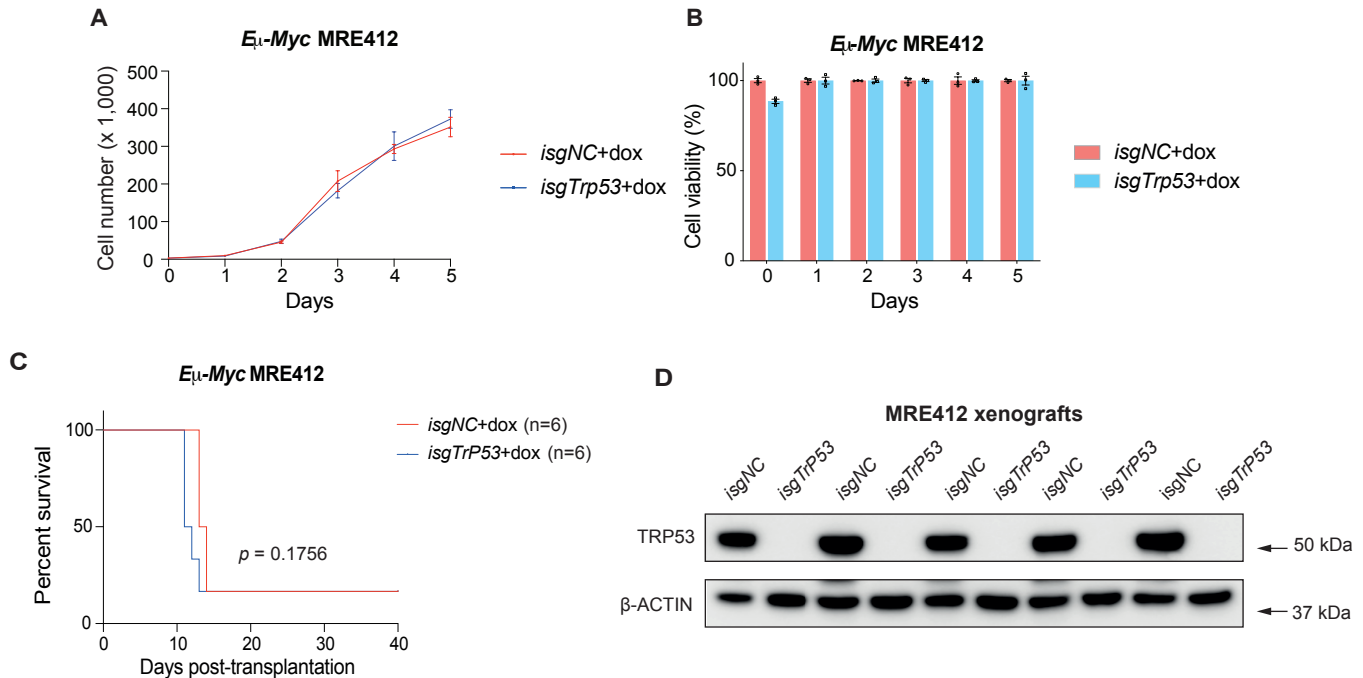 A
Eμ-Myc MRE412
Cell number (x 1,000)
500
400
300
200
100
0
0 1 2 3 4 5
Days
isgNC+dox
isgTrp53+dox
B
Eμ-Myc MRE412
Cell viability (%)
100
50
0
0 1 2 3 4 5
Days
isgNC+dox
isgTrp53+dox
C
Eμ-Myc MRE412
Percent survival
100
50
0
0 10 20 30 40
Days post-transplantation
p = 0.1756
isgNC+dox (n=6)
isgTrP53+dox (n=6)
D
MRE412 xenografts
isgNC isgTrP53 isgNC isgTrP53 isgNC isgTrP53 isgNC isgTrP53 isgNC isgTrP53
TRP53
50 kDa
β-ACTIN
37 kDa